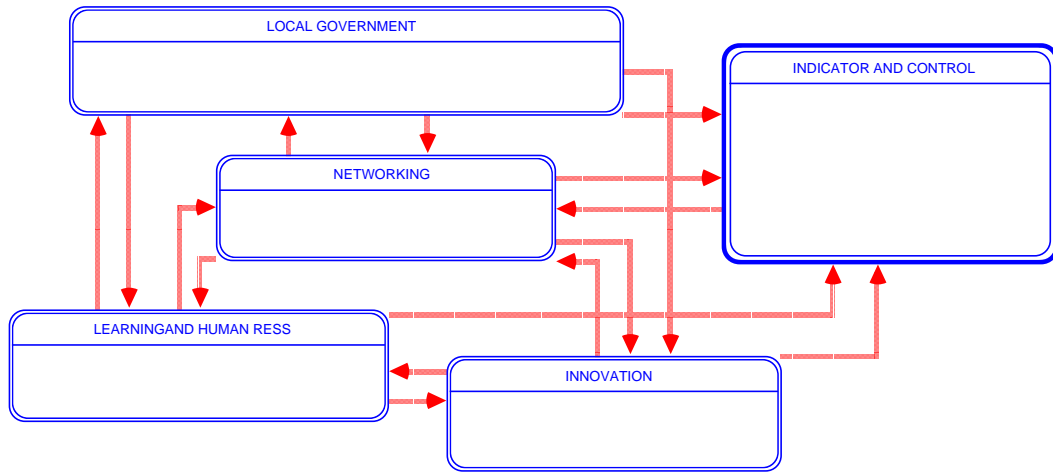 LOCAL GOVERNMENT
INDICATOR AND CONTROL
NETWORKING
LEARNINGAND HUMAN RESS
INNOVATION